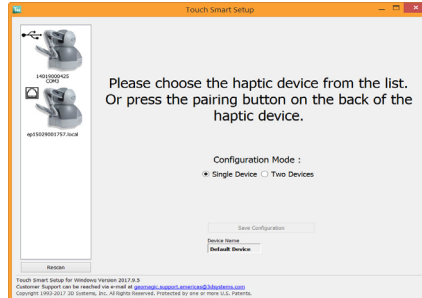 Touch Smart Setup
14019000425
COM3
ep15029001757.local
Please choose the haptic device from the list.
Or press the pairing button on the back of the
haptic device.
Configuration Mode :
Single Device Two Devices
Save Configuration
Device Name
Default Device
Rescan
Touch Smart Setup for Windows Version 2017.9.5
Customer Support can be reached via e-mail at geomagic.support.americas@3dsystems.com
Copyright 1993-2017 3D Systems, Inc. All Rights Reserved. Protected by one or more U.S. Patents.